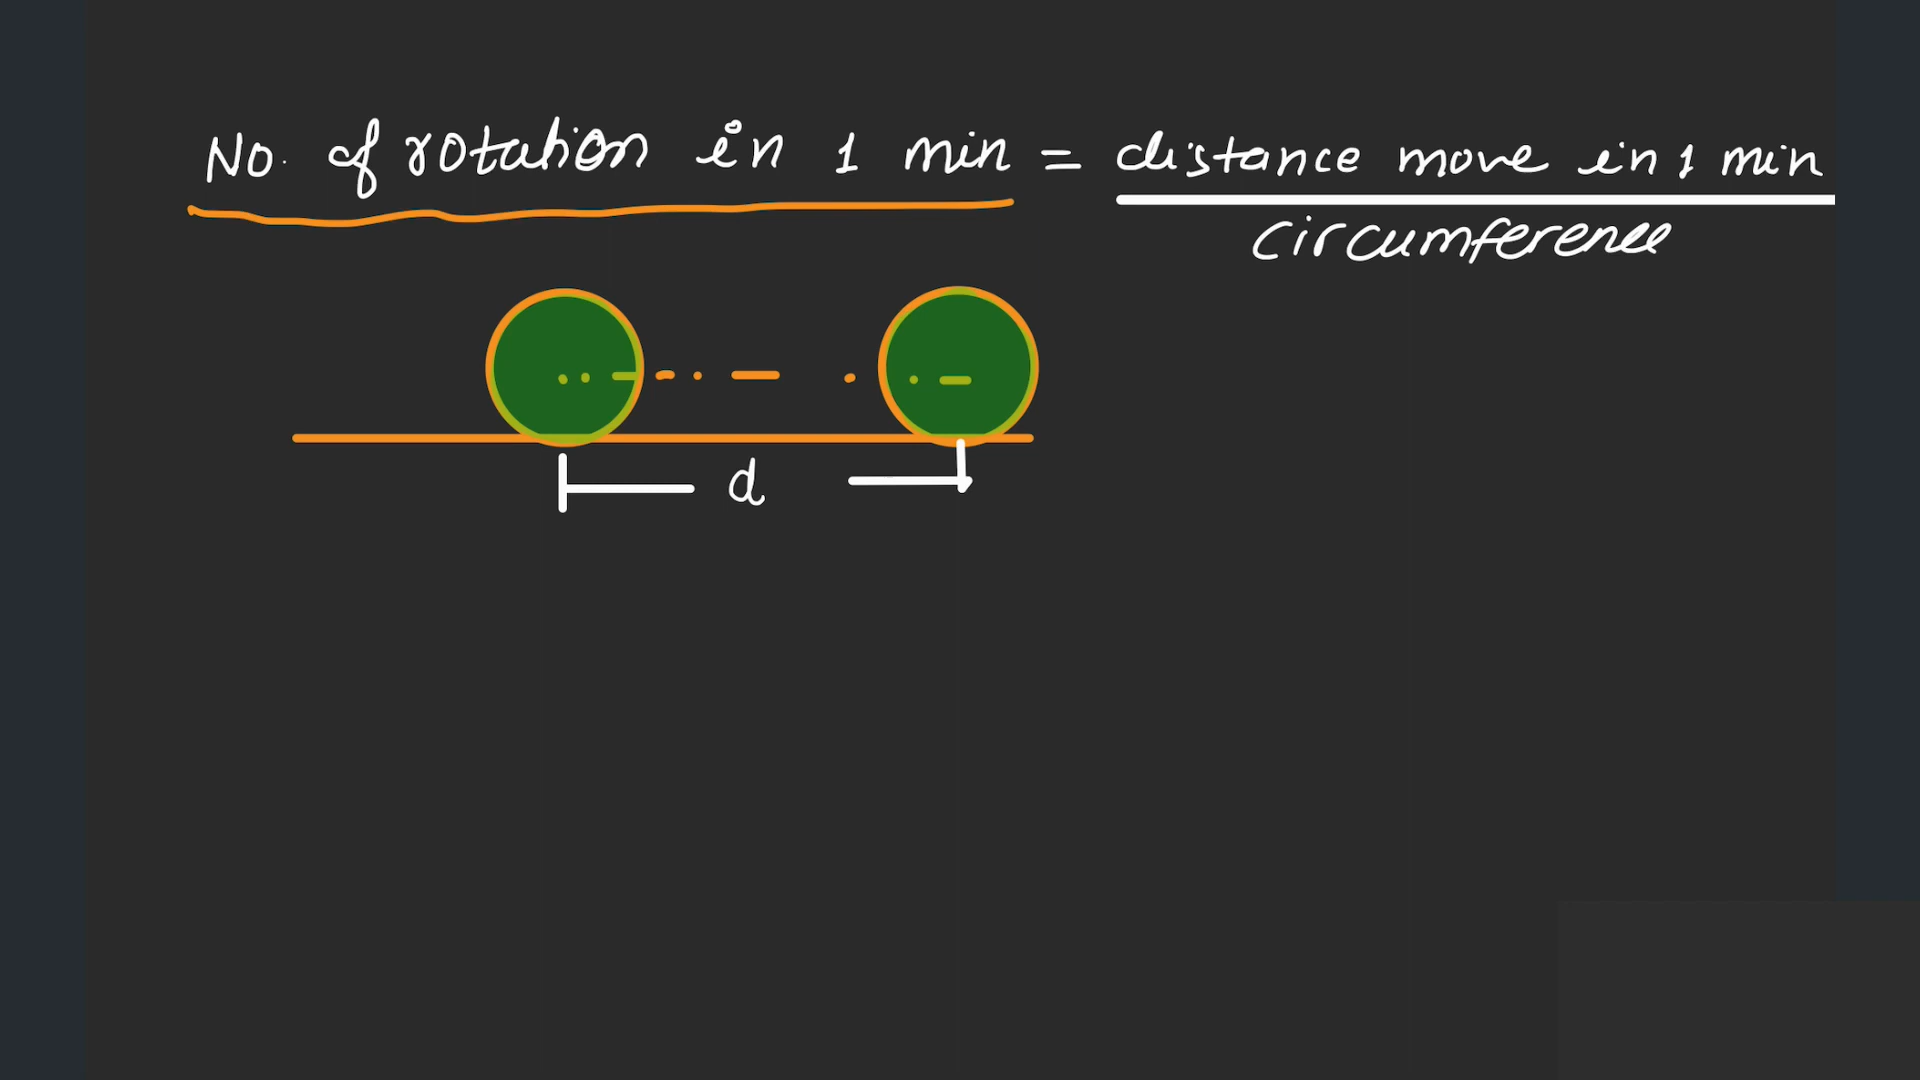 No. of rotation in 1 min = distance move in 1 min
circumference
d